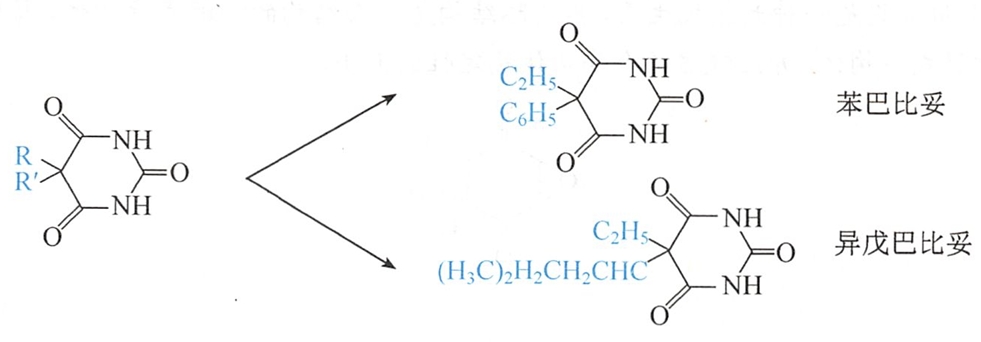 O
R
R′
NH
O
NH
O
O
C₂H₅
C₆H₅
NH
O
NH
O
苯巴比妥
O
C₂H₅
(H₃C)₂H₂CH₂CHC
NH
O
NH
O
异戊巴比妥